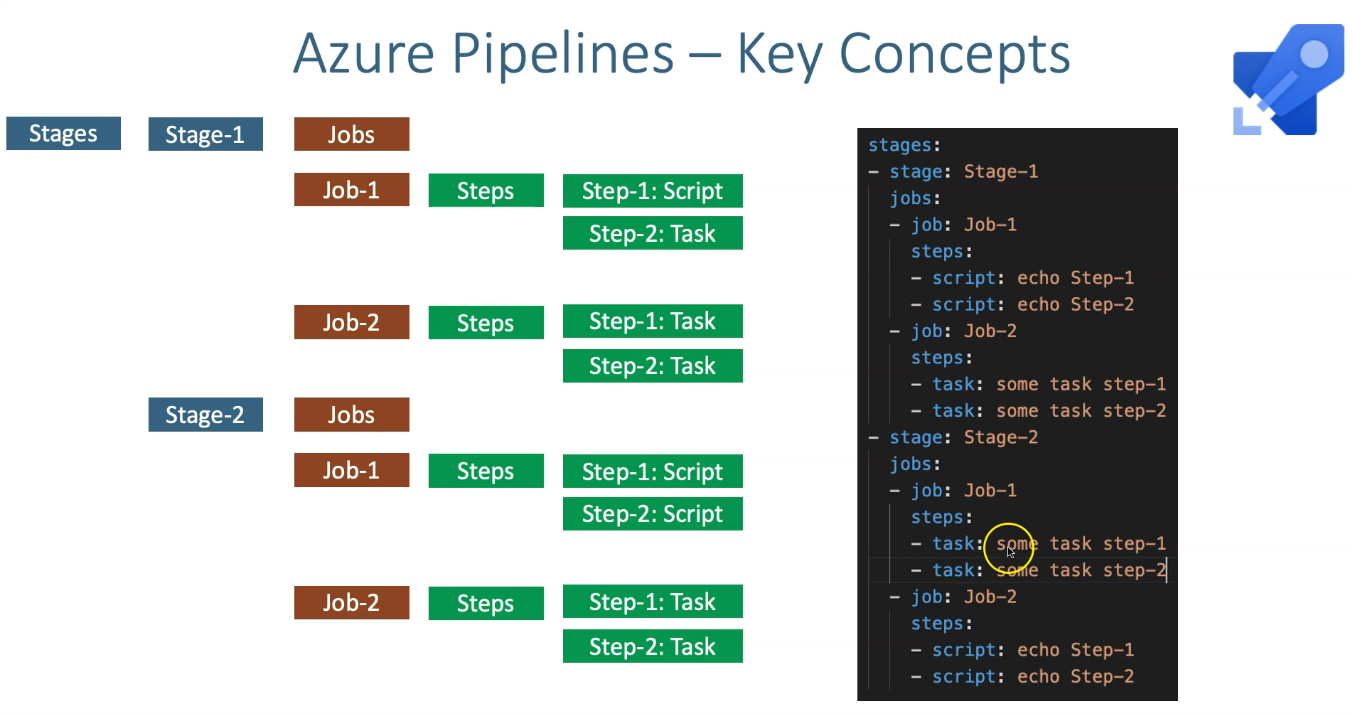 Azure Pipelines – Key Concepts
Stages Stage-1 Jobs
Job-1 Steps Step-1: Script
Step-2: Task
Job-2 Steps Step-1: Task
Step-2: Task
Stage-2 Jobs
Job-1 Steps Step-1: Script
Step-2: Script
Job-2 Steps Step-1: Task
Step-2: Task
stages:
- stage: Stage-1
jobs:
- job: Job-1
steps:
- script: echo Step-1
- script: echo Step-2
- job: Job-2
steps:
- task: some task step-1
- task: some task step-2
- stage: Stage-2
jobs:
- job: Job-1
steps:
- task: some task step-1
- task: some task step-2
- job: Job-2
steps:
- script: echo Step-1
- script: echo Step-2